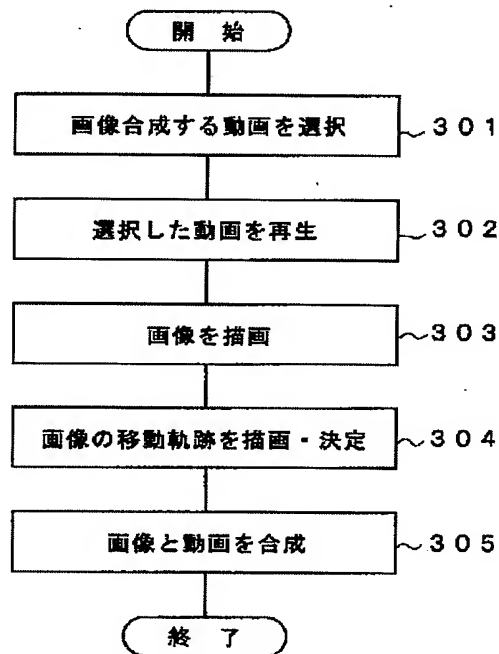 開 始
画像合成する動画を選択 ~301
選択した動画を再生 ~302
画像を描画 ~303
画像の移動軌跡を描画・決定 ~304
画像と動画を合成 ~305
終 了